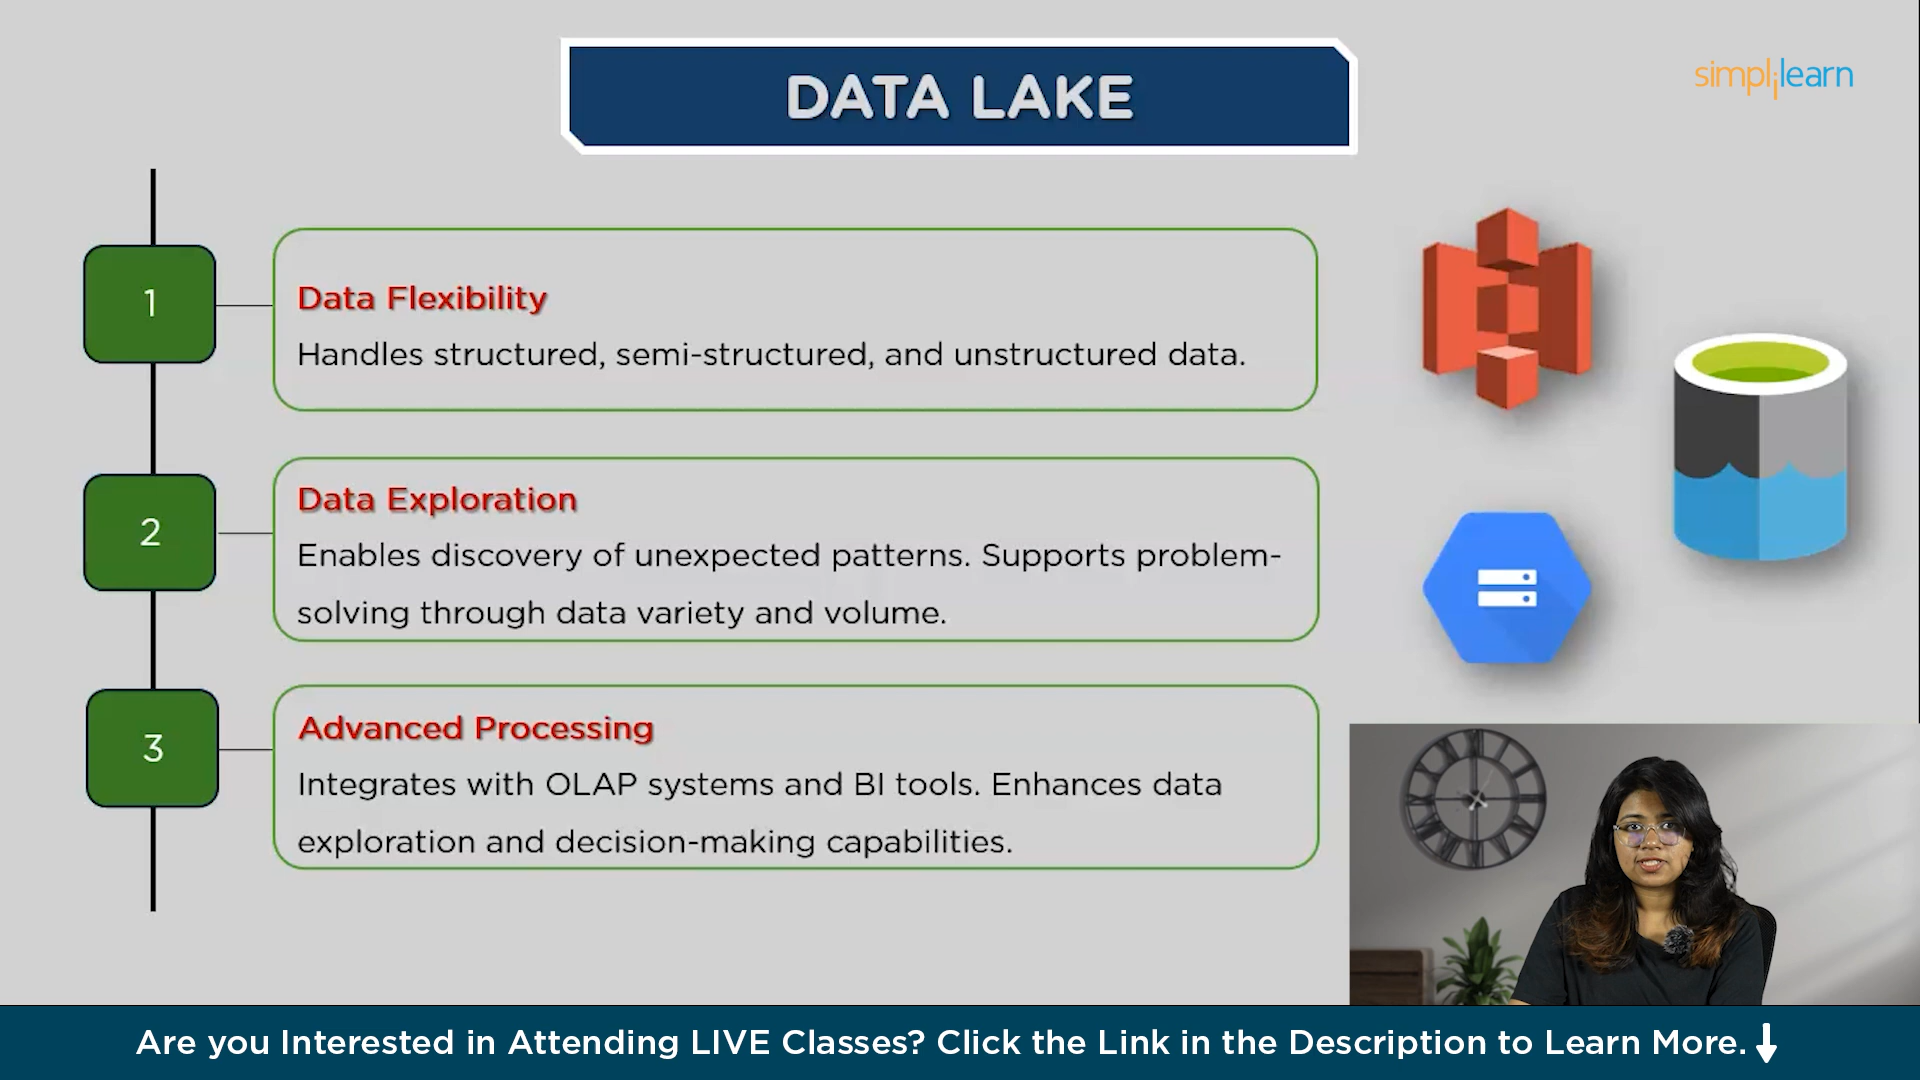 DATA LAKE
simplilearn
1
Data Flexibility
Handles structured, semi-structured, and unstructured data.
2
Data Exploration
Enables discovery of unexpected patterns. Supports problem-
solving through data variety and volume.
3
Advanced Processing
Integrates with OLAP systems and BI tools. Enhances data
exploration and decision-making capabilities.
Are you Interested in Attending LIVE Classes? Click the Link in the Description to Learn More.